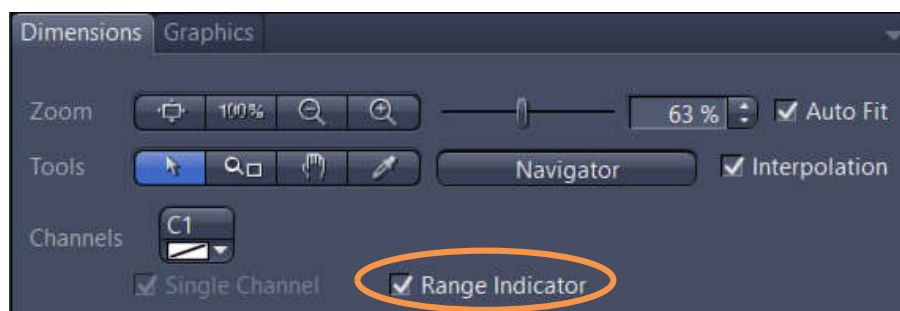 Dimensions Graphics
Zoom 100% 63 % Auto Fit
Tools Navigator Interpolation
C1
Channels
Single Channel Range Indicator